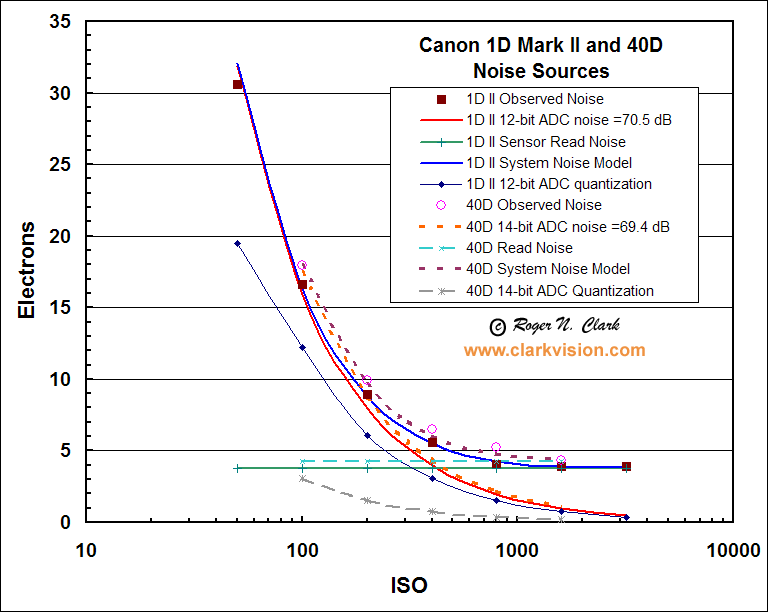 Canon 1D Mark II and 40D
Noise Sources
1D II Observed Noise
1D II 12-bit ADC noise =70.5 dB
1D II Sensor Read Noise
1D II System Noise Model
1D II 12-bit ADC quantization
40D Observed Noise
40D 14-bit ADC noise =69.4 dB
40D Read Noise
40D System Noise Model
40D 14-bit ADC Quantization
© Roger N. Clark
www.clarkvision.com
Electrons
35
30
25
20
15
10
5
0
10
100
1000
10000
ISO